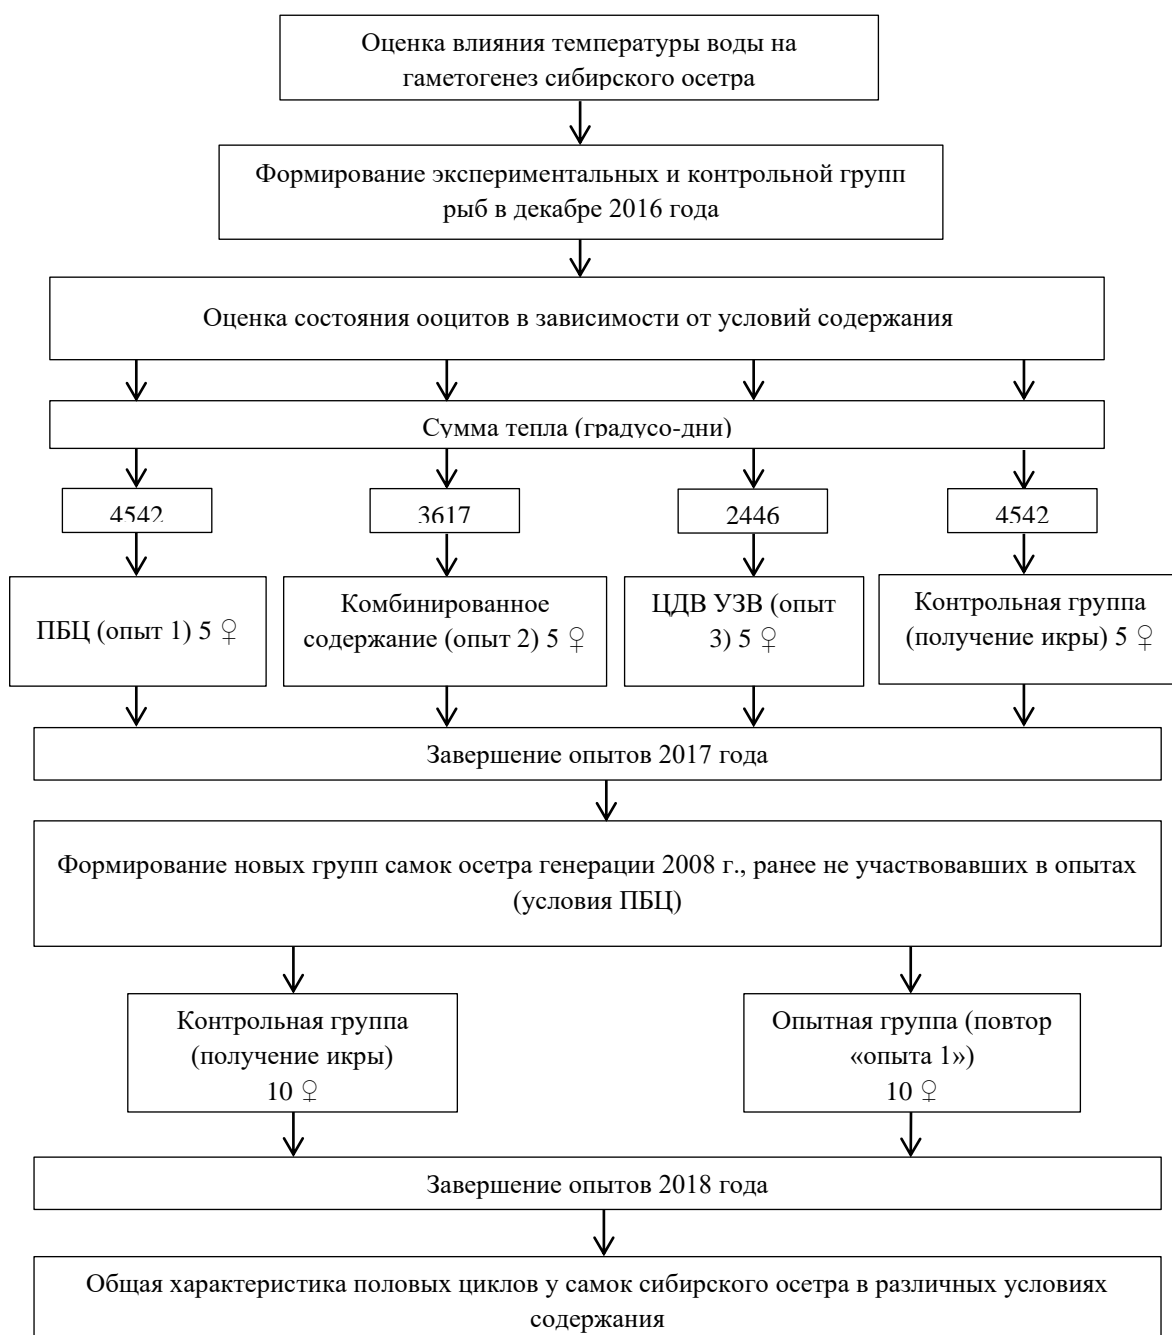 Оценка влияния температуры воды на
гаметогенез сибирского осетра
Формирование экспериментальных и контрольной групп
рыб в декабре 2016 года
Оценка состояния ооцитов в зависимости от условий содержания
Сумма тепла (градусо-дни)
4542
3617
2446
4542
ПБЦ (опыт 1) 5 ♀
Комбинированное
содержание (опыт 2) 5 ♀
ЦДВ УЗВ (опыт
3) 5 ♀
Контрольная группа
(получение икры) 5 ♀
Завершение опытов 2017 года
Формирование новых групп самок осетра генерации 2008 г., ранее не участвовавших в опытах
(условия ПБЦ)
Контрольная группа
(получение икры)
10 ♀
Опытная группа (повтор
«опыта 1»)
10 ♀
Завершение опытов 2018 года
Общая характеристика половых циклов у самок сибирского осетра в различных условиях
содержания